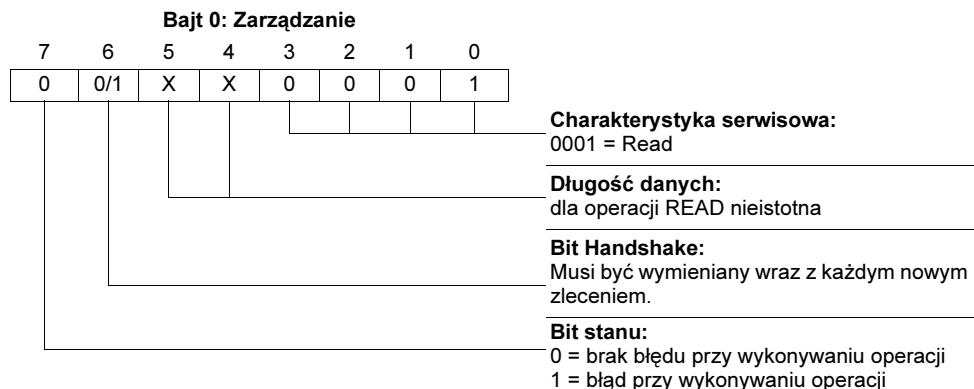 Bajt 0: Zarządzanie
7 6 5 4 3 2 1 0
0 0/1 X X 0 0 0 1
Charakterystyka serwisowa:
0001 = Read
Długość danych:
dla operacji READ nieistotna
Bit Handshake:
Musi być wymieniany wraz z każdym nowym
zleceniem.
Bit stanu:
0 = brak błędu przy wykonywaniu operacji
1 = błąd przy wykonywaniu operacji